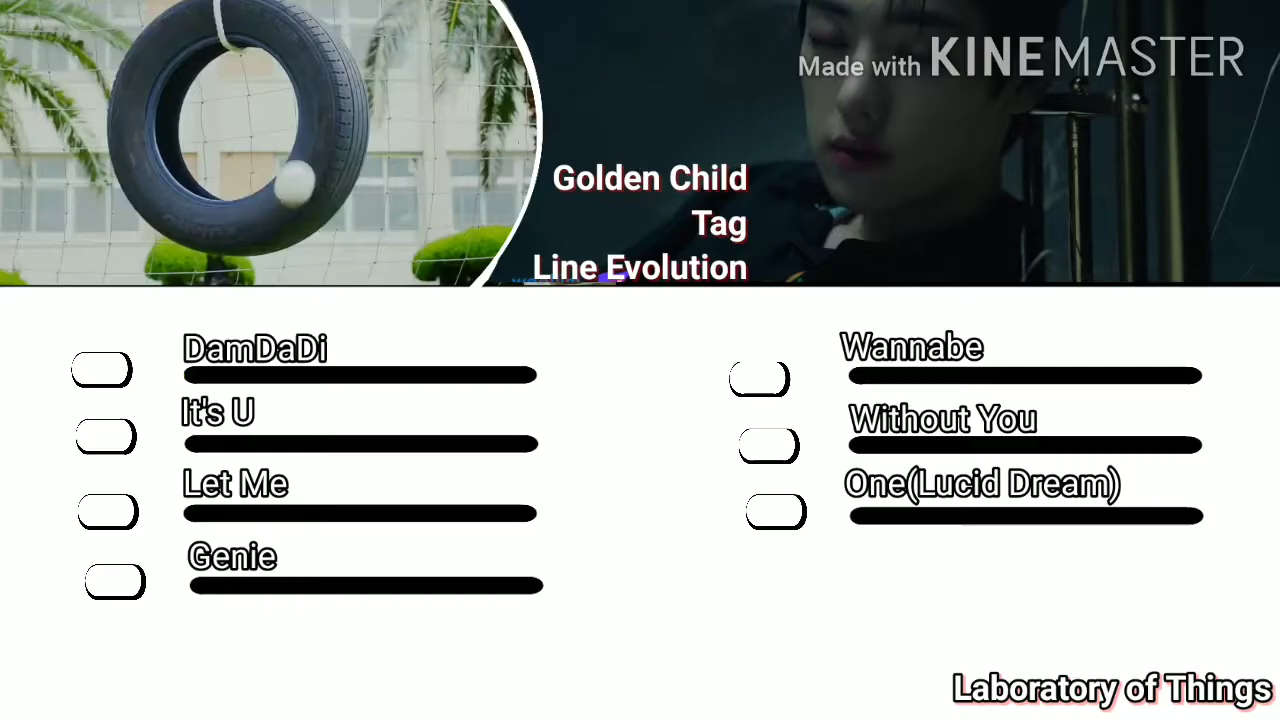 Made with KINEMASTER
Golden Child
Tag
Line Evolution
DamDaDi
It's U
Let Me
Genie
Wannabe
Without You
One(Lucid Dream)
Laboratory of Things